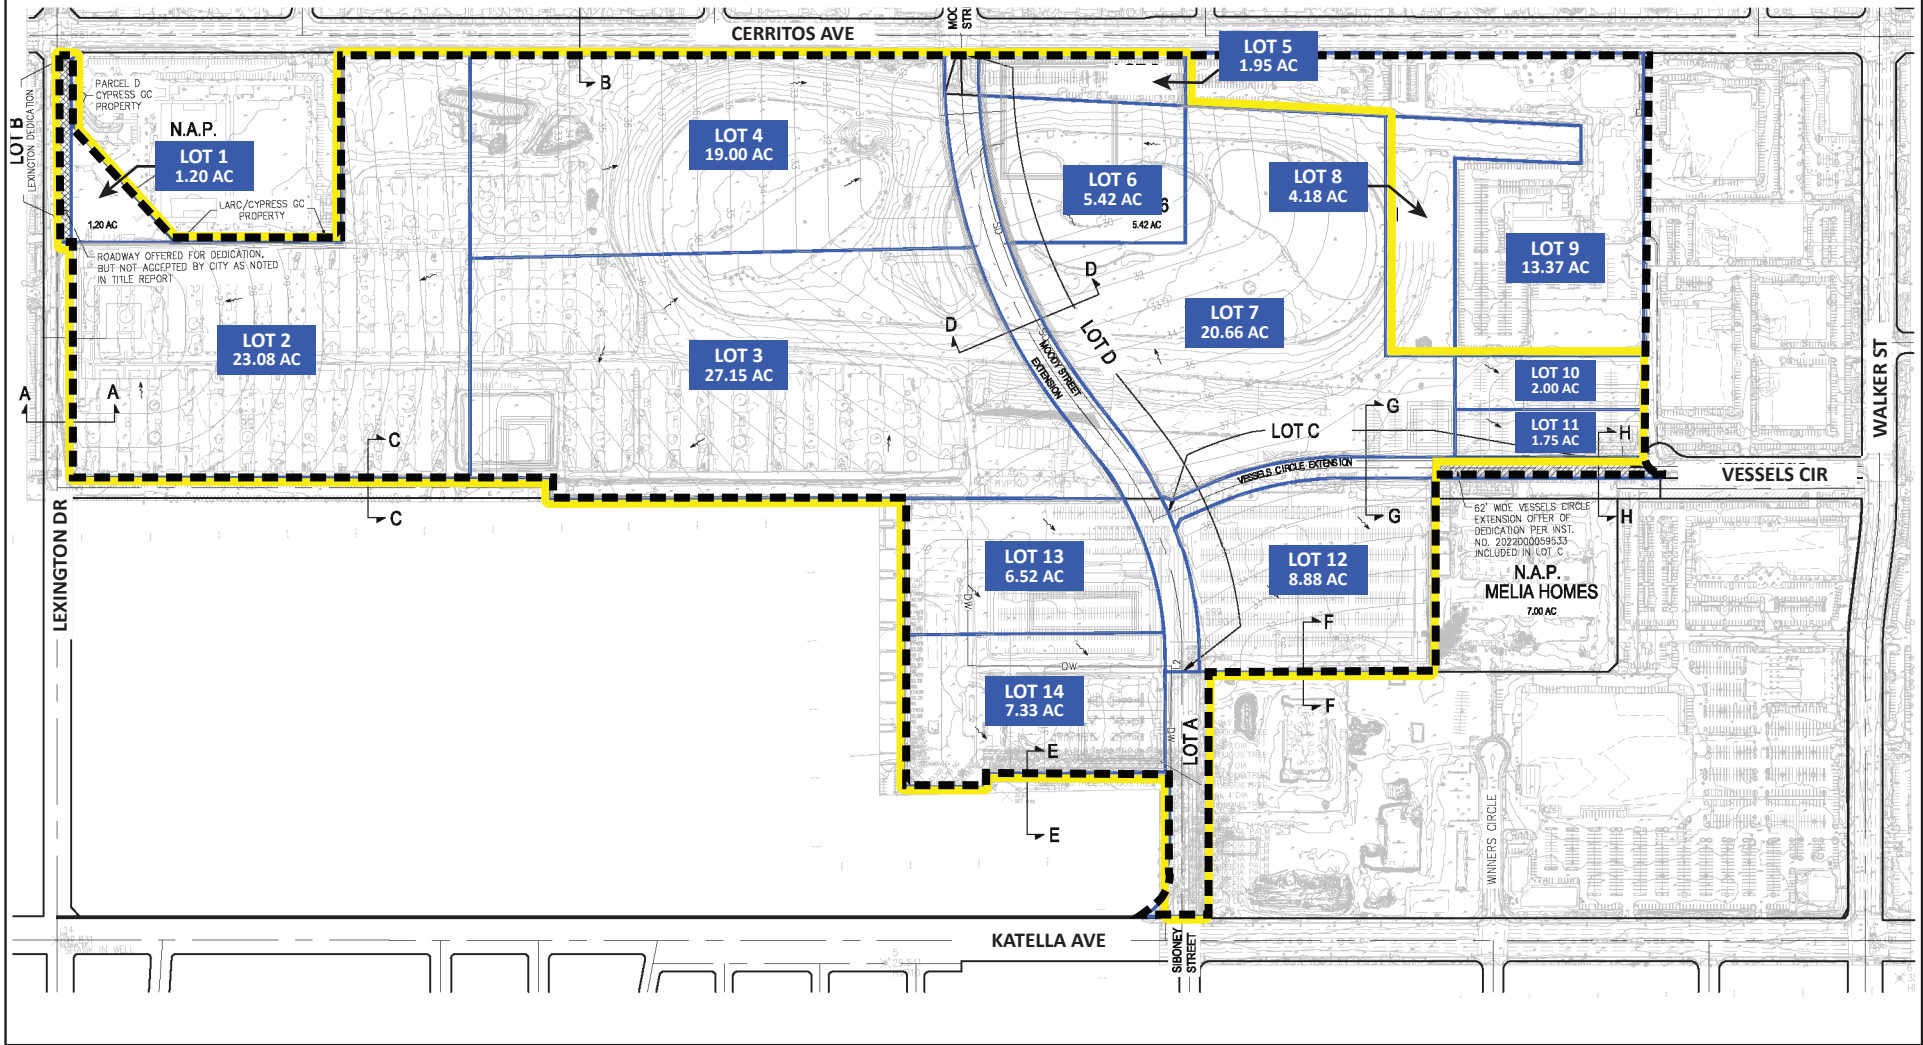 CERRITOS AVE
LOT 5
1.95 AC
B
PARCEL D
CYPRESS GC
PROPERTY
LOT B
LEXINGTON DEDICATION
N.A.P.
LOT 1
1.20 AC
LARC/CYPRESS GC
PROPERTY
1.20 AC
ROADWAY OFFERED FOR DEDICATION,
BUT NOT ACCEPTED BY CITY AS NOTED
IN TITLE REPORT
LOT 4
19.00 AC
LOT 6
5.42 AC
5.42 AC
LOT 8
4.18 AC
LOT 9
13.37 AC
LOT 2
23.08 AC
LOT 3
27.15 AC
D
D
LOT D
MOODY STREET
EXTENSION
LOT 7
20.66 AC
LOT 10
2.00 AC
LOT 11
1.75 AC
WALKER ST
A
A
C
C
G
G
H
H
LOT C
VESSELS CIRCLE EXTENSION
VESSELS CIR
62' WIDE VESSELS CIRCLE
EXTENSION OFFER OF
DEDICATION PER INST.
NO. 2022000059533
INCLUDED IN LOT C
N.A.P.
MELIA HOMES
7.00 AC
LEXINGTON DR
LOT 13
6.52 AC
LOT 12
8.88 AC
DW
DW
DW
F
F
LOT 14
7.33 AC
LOT A
E
E
WINNERS CIRCLE
KATELLA AVE
SIBONEY
STREET